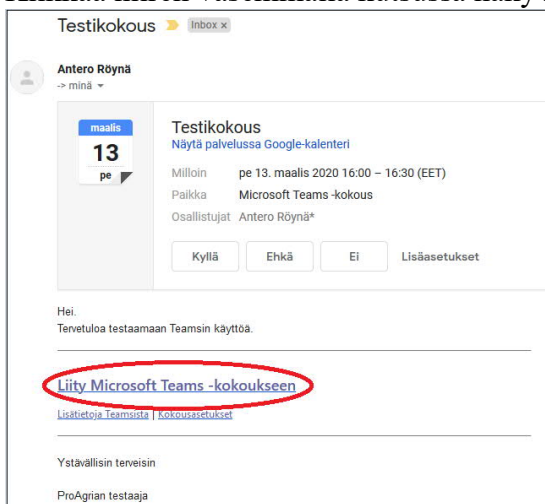 Testikokous Inbox x
Antero Röynä
-> minä
maalis
13
pe
Testikokous
Näytä palvelussa Google-kalenteri
Milloin pe 13. maalis 2020 16:00 – 16:30 (EET)
Paikka Microsoft Teams -kokous
Osallistujat Antero Röynä*
Kyllä Ehkä Ei Lisäasetukset
Hei.
Tervetuloa testaamaan Teamsin käyttöä.
Liity Microsoft Teams -kokoukseen
Lisätietoja Teamsista | Kokousasetukset
Ystävällisin terveisin
ProAgrian testaaja